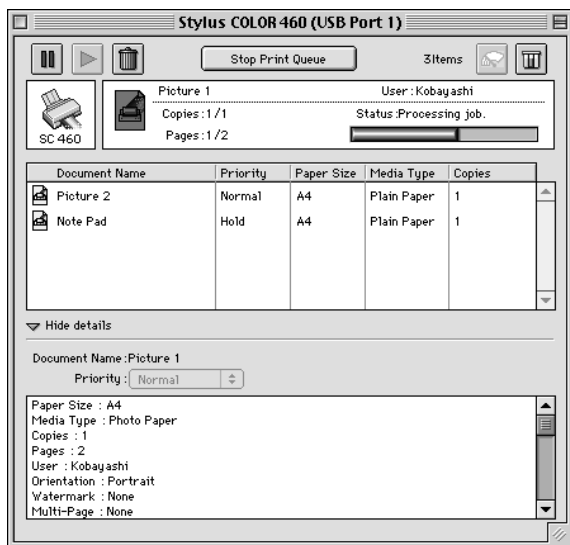 Stylus COLOR 460 (USB Port 1)
Stop Print Queue
3Items
SC 460
Picture 1
User : Kobayashi
Copies : 1/1
Status :Processing job.
Pages : 1/2
Document Name Priority Paper Size Media Type Copies
Picture 2 Normal A4 Plain Paper 1
Note Pad Hold A4 Plain Paper 1
Hide details
Document Name :Picture 1
Priority : Normal
Paper Size : A4
Media Type : Photo Paper
Copies : 1
Pages : 2
User : Kobayashi
Orientation : Portrait
Watermark : None
Multi-Page : None